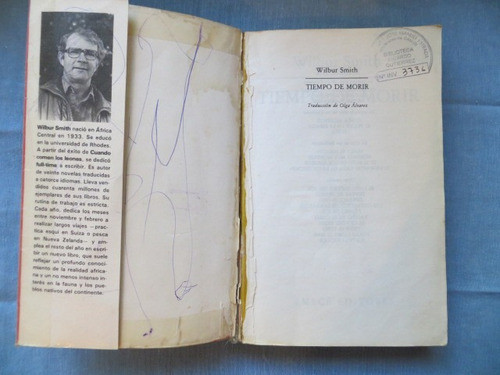 Wilbur Smith nació en África
Central en 1933. Se educó
en la universidad de Rhodes.
A partir del éxito de Cuando
comen los leones, se dedicó
full-time a escribir. Es autor
de veinte novelas traducidas
a catorce idiomas. Lleva ven-
didos cuarenta millones de
ejemplares de sus libros. Su
rutina de trabajo es estricta.
Cada año, dedica los meses
entre noviembre y febrero a
realizar largos viajes —prac-
tica esquí en Suiza o pesca
en Nueva Zelanda— y em-
plea el resto del año en escri-
bir un nuevo libro, que suele
reflejar un profundo conoci-
miento de la realidad africa-
na y un no menos intenso in-
terés en la fauna y los pue-
blos nativos del continente.
Wilbur Smith
TIEMPO DE MORIR
Traducción de Olga Álvarez
BIBLIOTECA
GUTIERREZ
Nº INV. 3734